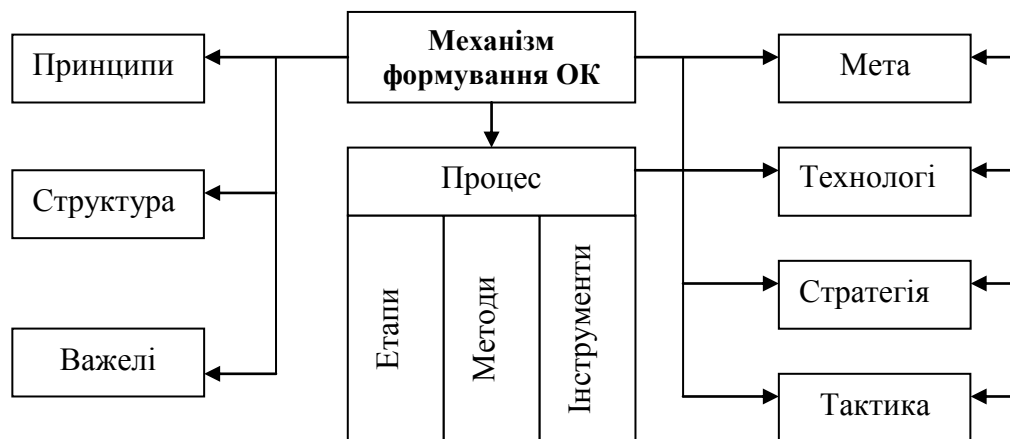 Механізм
формування ОК
Принципи
Мета
Процес
Структура
Технологі
Етапи
Методи
Інструменти
Стратегія
Важелі
Тактика